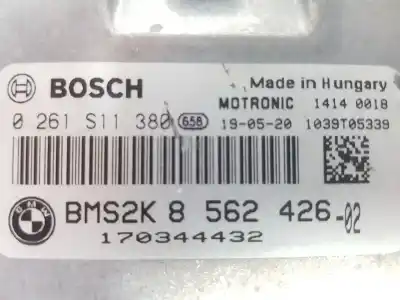 BOSCH
Made in Hungary
MOTRONIC 1414 0018
0 261 S11 380 658 19-05-20 1039T05339
BMW
BMS2K 8 562 426-02
170344432